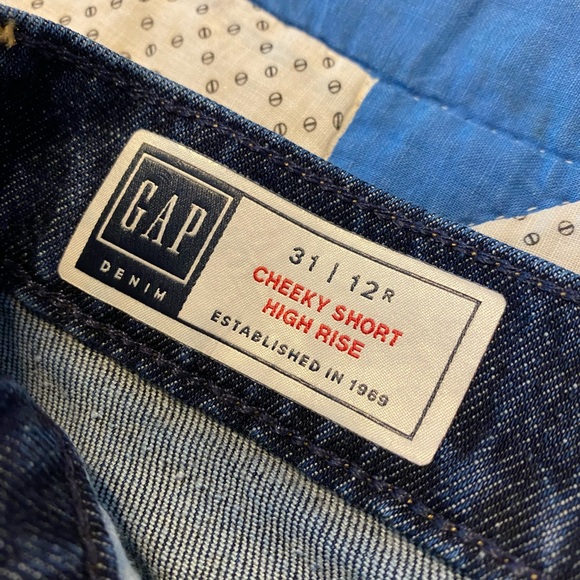 GAP
DENIM
31 | 12R
CHEEKY SHORT
HIGH RISE
ESTABLISHED IN 1969